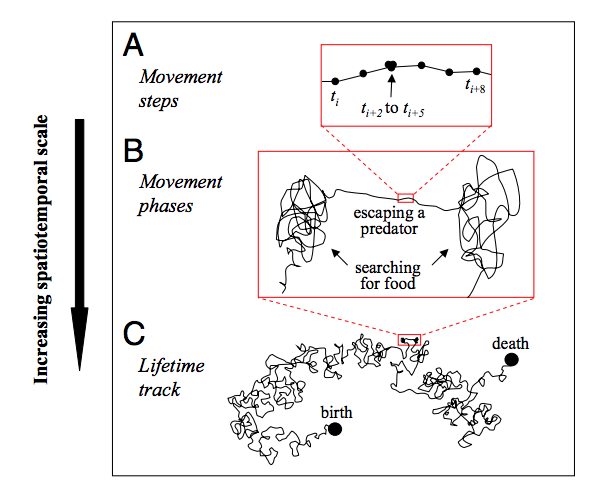 Increasing spatiotemporal scale
A
Movement
steps
t_i
t_{i+2} to t_{i+5}
t_{i+8}
B
Movement
phases
escaping a
predator
searching
for food
C
Lifetime
track
birth
death